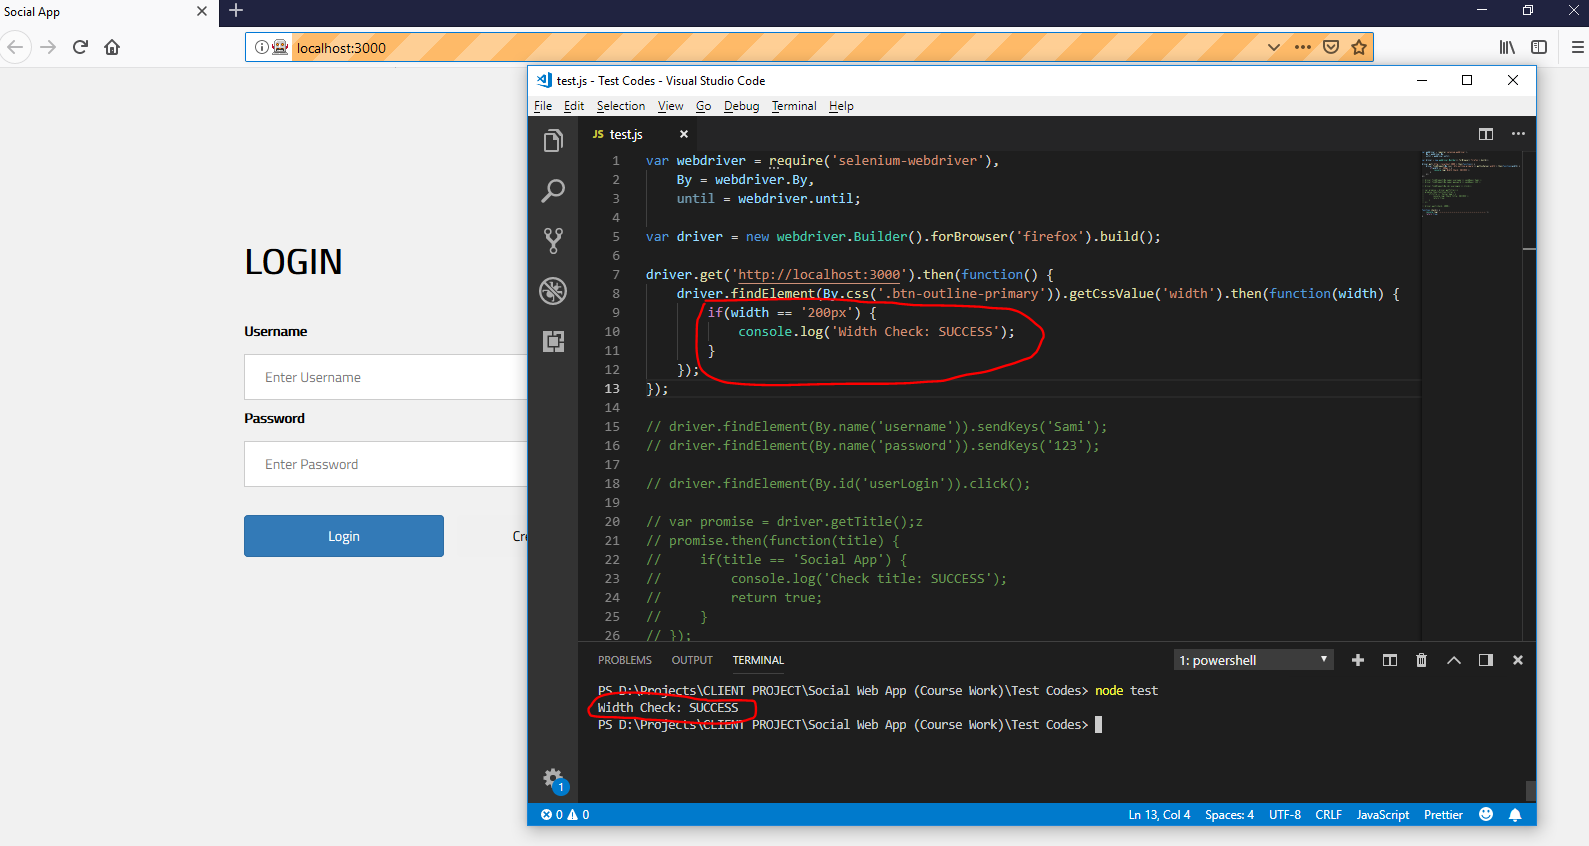 Social App
localhost:3000
LOGIN
Username
Enter Username
Password
Enter Password
Login
test.js - Test Codes - Visual Studio Code
File Edit Selection View Go Debug Terminal Help
JS test.js
1 var webdriver = require('selenium-webdriver'),
2 By = webdriver.By,
3 until = webdriver.until;
4
5 var driver = new webdriver.Builder().forBrowser('firefox').build();
6
7 driver.get('http://localhost:3000').then(function() {
8 driver.findElement(By.css('.btn-outline-primary')).getCssValue('width').then(function(width) {
9 if(width == '200px') {
10 console.log('Width Check: SUCCESS');
11 }
12 });
13 });
14
15 // driver.findElement(By.name('username')).sendKeys('Sami');
16 // driver.findElement(By.name('password')).sendKeys('123');
17
18 // driver.findElement(By.id('userLogin')).click();
19
20 // var promise = driver.getTitle();z
21 // promise.then(function(title) {
22 // if(title == 'Social App') {
23 // console.log('Check title: SUCCESS');
24 // return true;
25 // }
26 // });
PROBLEMS OUTPUT TERMINAL 1: powershell
PS D:\Projects\CLIENT PROJECT\Social Web App (Course Work)\Test Codes> node test
Width Check: SUCCESS
PS D:\Projects\CLIENT PROJECT\Social Web App (Course Work)\Test Codes>
1
0 0 Ln 13, Col 4 Spaces: 4 UTF-8 CRLF JavaScript Prettier